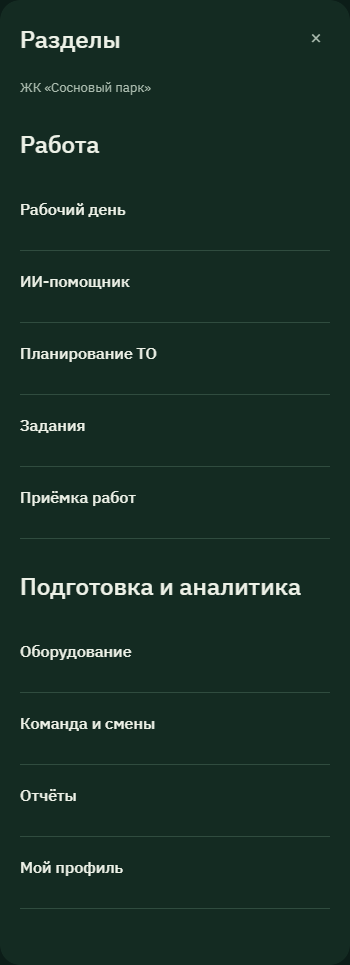 Разделы
ЖК «Сосновый парк»
Работа
Рабочий день
ИИ-помощник
Планирование ТО
Задания
Приёмка работ
Подготовка и аналитика
Оборудование
Команда и смены
Отчёты
Мой профиль